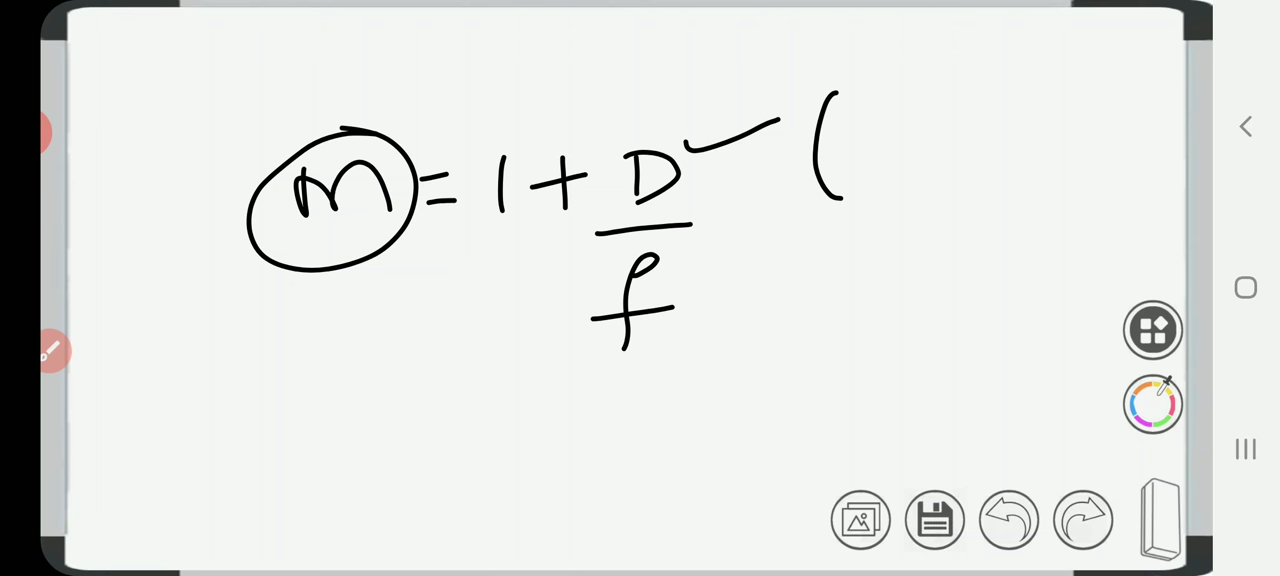 m = 1 + D/f (